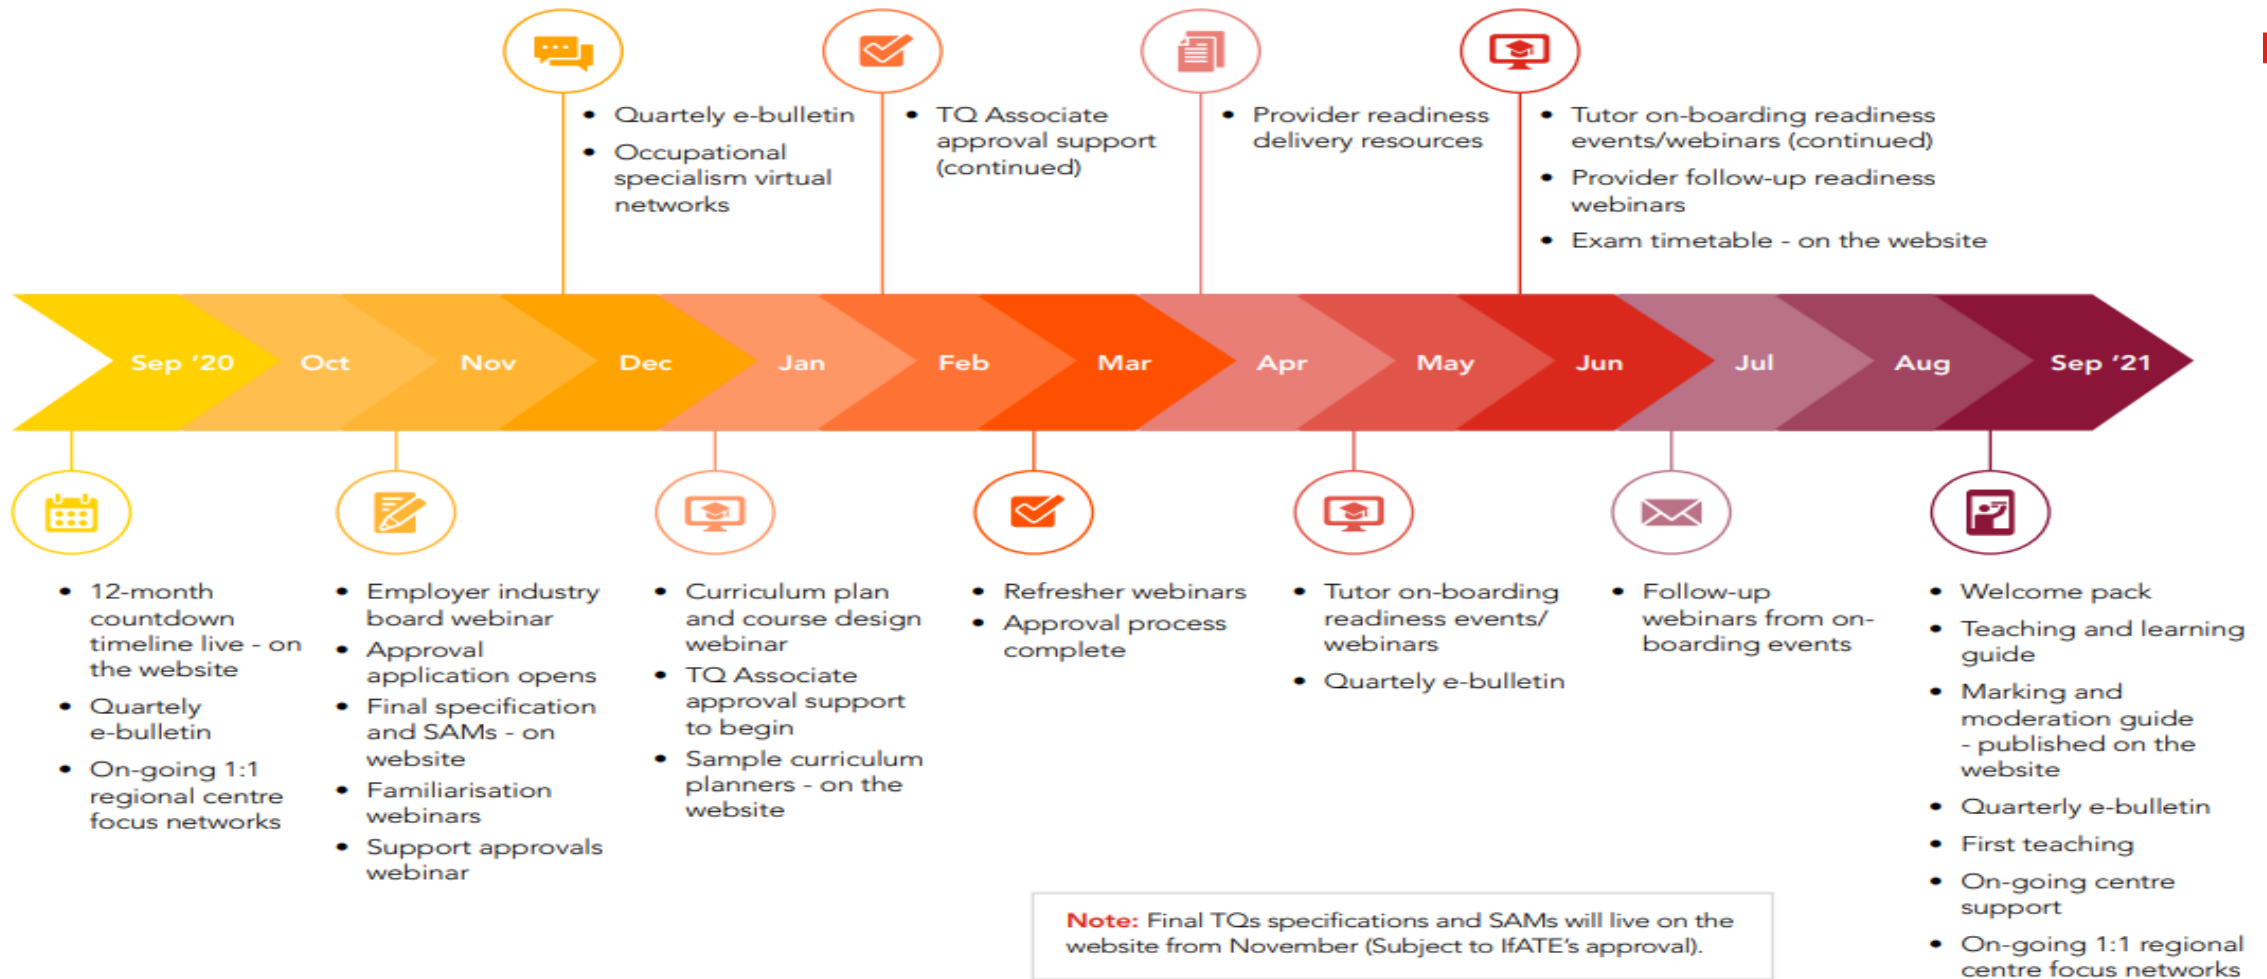 • Quartely e-bulletin
• Occupational
specialism virtual
networks
• TQ Associate
approval support
(continued)
• Provider readiness
delivery resources
• Tutor on-boarding readiness
events/webinars (continued)
• Provider follow-up readiness
webinars
• Exam timetable - on the website
Sep '20
Oct
Nov
Dec
Jan
Feb
Mar
Apr
May
Jun
Jul
Aug
Sep '21
• 12-month
countdown
timeline live - on
the website
• Quartely
e-bulletin
• On-going 1:1
regional centre
focus networks
• Employer industry
board webinar
• Approval
application opens
• Final specification
and SAMs - on
website
• Familiarisation
webinars
• Support approvals
webinar
• Curriculum plan
and course design
webinar
• TQ Associate
approval support
to begin
• Sample curriculum
planners - on the
website
• Refresher webinars
• Approval process
complete
• Tutor on-boarding
readiness events/
webinars
• Quartely e-bulletin
• Follow-up
webinars from on-
boarding events
• Welcome pack
• Teaching and learning
guide
• Marking and
moderation guide
- published on the
website
• Quarterly e-bulletin
• First teaching
• On-going centre
support
• On-going 1:1 regional
centre focus networks
Note: Final TQs specifications and SAMs will live on the
website from November (Subject to IfATE's approval).